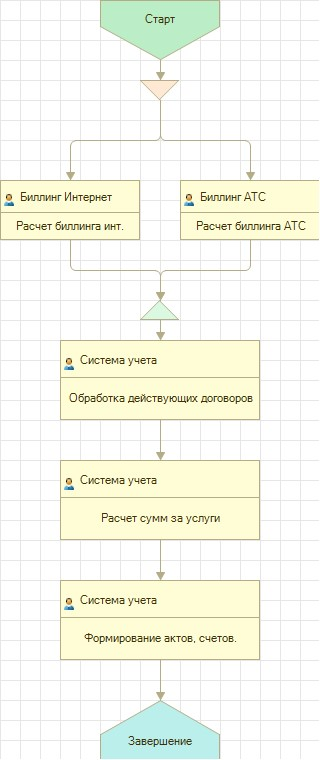 Старт
Биллинг Интернет
Расчет биллинга инт.
Биллинг АТС
Расчет биллинга АТС
Система учета
Обработка действующих договоров
Система учета
Расчет сумм за услуги
Система учета
Формирование актов, счетов.
Завершение